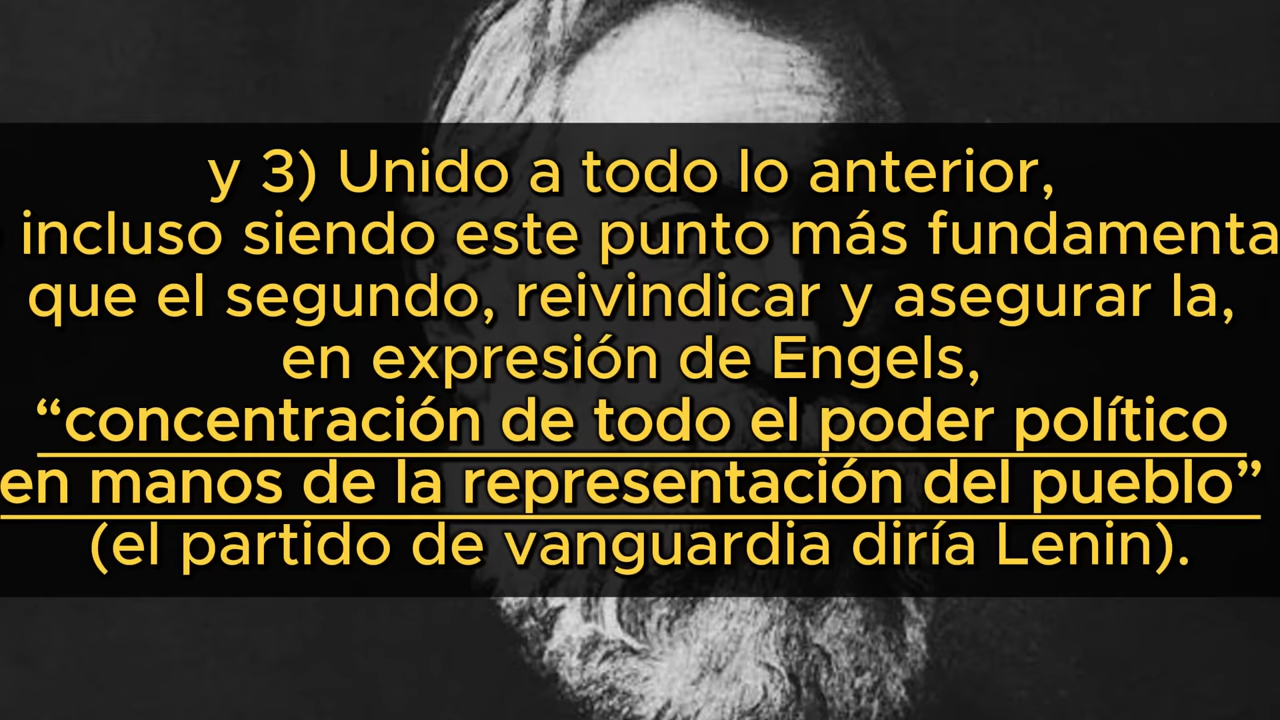 y 3) Unido a todo lo anterior,
incluso siendo este punto más fundamenta
que el segundo, reivindicar y asegurar la,
en expresión de Engels,
“concentración de todo el poder político
en manos de la representación del pueblo”
(el partido de vanguardia diría Lenin).